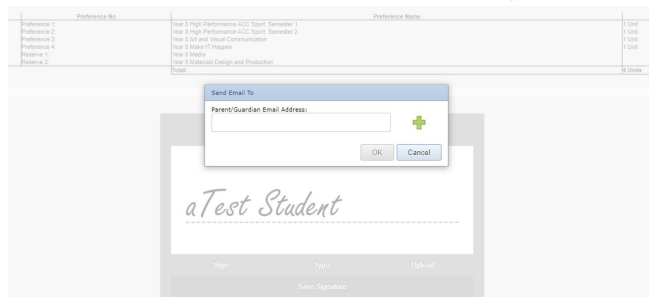 Preference No Preference Name
Preference 1: Year 8 High Performance ACC Sport: Semester 1 1 Unit
Preference 2: Year 8 High Performance ACC Sport: Semester 2 1 Unit
Preference 3: Year 8 Art and Visual Communication 1 Unit
Preference 4: Year 8 Make IT Happen 1 Unit
Reserve 1: Year 8 Media
Reserve 2: Year 8 Materials Design and Production
Total: 4 Units
Send Email To
Parent/Guardian Email Address:
OK Cancel
aTest Student
Sign Type Upload
Save Signature